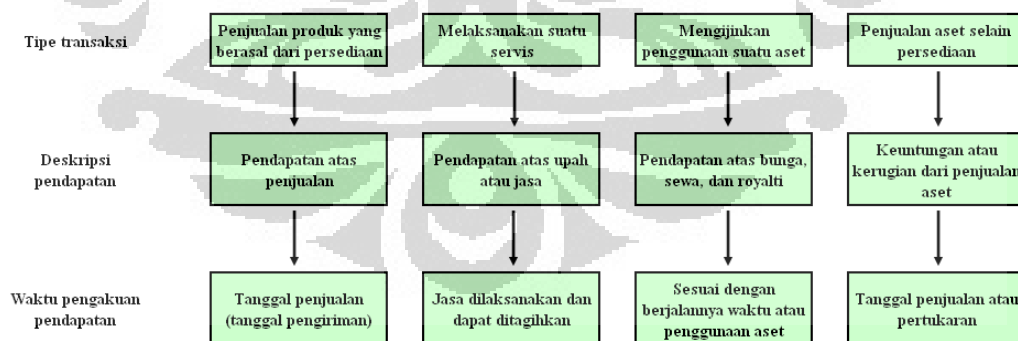 Tipe transaksi
Penjualan produk yang
berasal dari persediaan
Melaksanakan suatu
servis
Mengijinkan
penggunaan suatu aset
Penjualan aset selain
persediaan
Deskripsi
pendapatan
Pendapatan atas
penjualan
Pendapatan atas upah
atau jasa
Pendapatan atas bunga,
sewa, dan royalti
Keuntungan atau
kerugian dari penjualan
aset
Waktu pengakuan
pendapatan
Tanggal penjualan
(tanggal pengiriman)
Jasa dilaksanakan dan
dapat ditagihkan
Sesuai dengan
berjalannya waktu atau
penggunaan aset
Tanggal penjualan atau
pertukaran